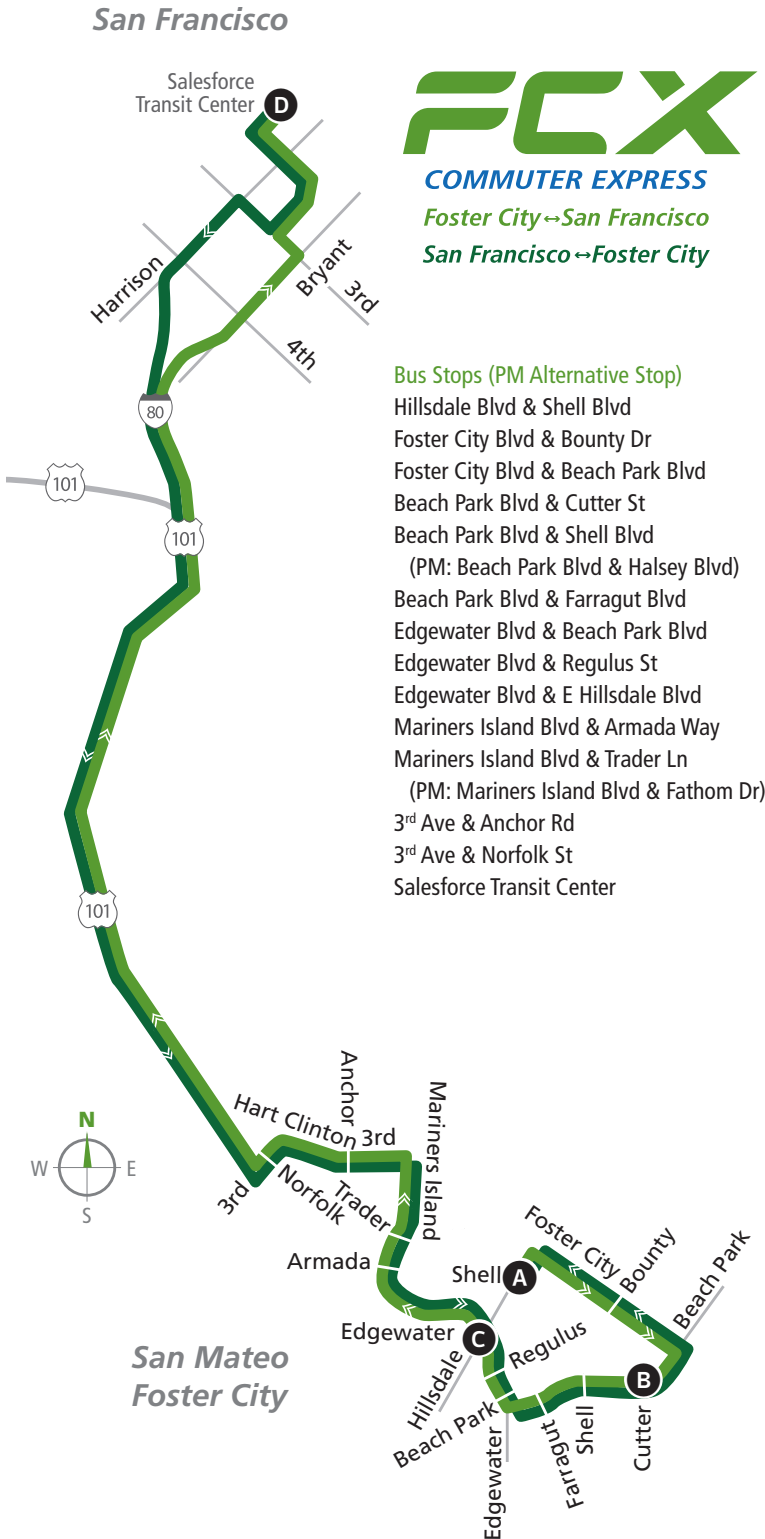 San Francisco
Salesforce
Transit Center
D
FCX
COMMUTER EXPRESS
Foster City↔San Francisco
San Francisco↔Foster City
Harrison
Bryant
3rd
4th
80
101
101
101
Bus Stops (PM Alternative Stop)
Hillsdale Blvd & Shell Blvd
Foster City Blvd & Bounty Dr
Foster City Blvd & Beach Park Blvd
Beach Park Blvd & Cutter St
Beach Park Blvd & Shell Blvd
(PM: Beach Park Blvd & Halsey Blvd)
Beach Park Blvd & Farragut Blvd
Edgewater Blvd & Beach Park Blvd
Edgewater Blvd & Regulus St
Edgewater Blvd & E Hillsdale Blvd
Mariners Island Blvd & Armada Way
Mariners Island Blvd & Trader Ln
(PM: Mariners Island Blvd & Fathom Dr)
3rd Ave & Anchor Rd
3rd Ave & Norfolk St
Salesforce Transit Center
N
W
E
S
Hart Clinton
Anchor
3rd
Mariners Island
3rd
Norfolk
Trader
Armada
Shell
A
Foster City
Bounty
Beach Park
Edgewater
C
Regulus
B
Hillsdale
Beach Park
Edgewater
Farragut
Shell
Cutter
San Mateo
Foster City